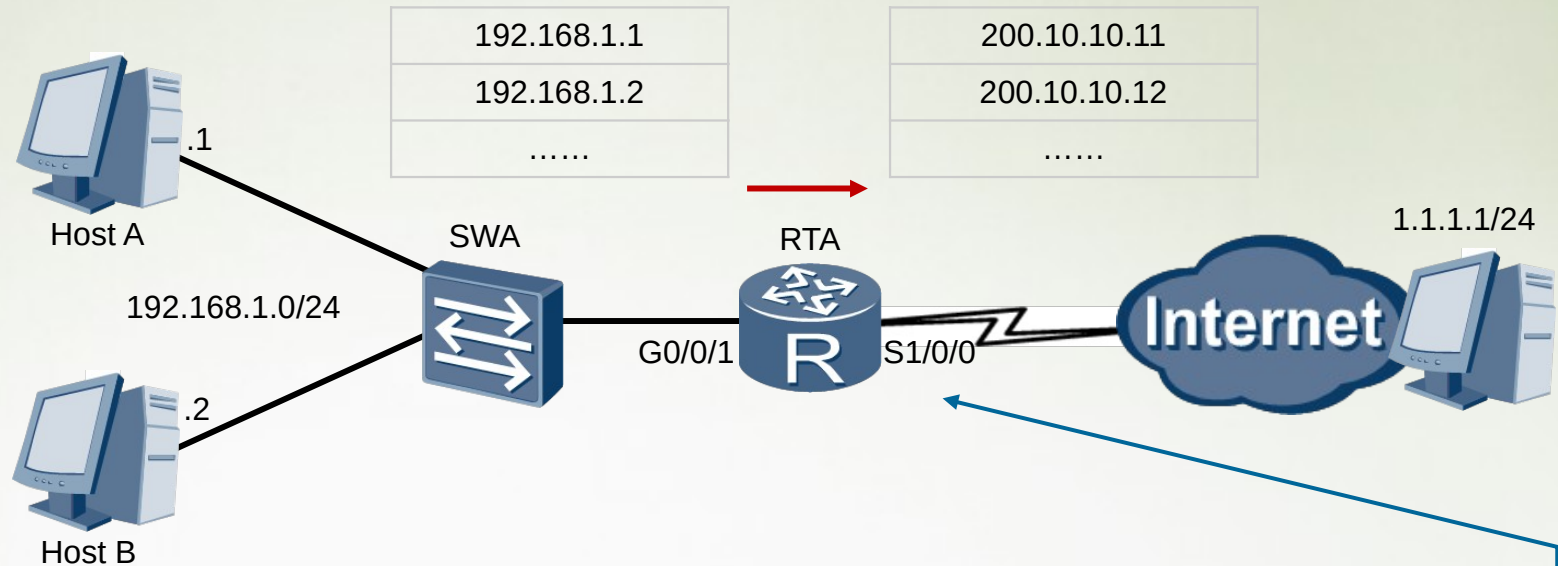 192.168.1.1
200.10.10.11
192.168.1.2
200.10.10.12
……
……
.1
Host A
SWA
RTA
1.1.1.1/24
192.168.1.0/24
G0/0/1
R
S1/0/0
Internet
.2
Host B